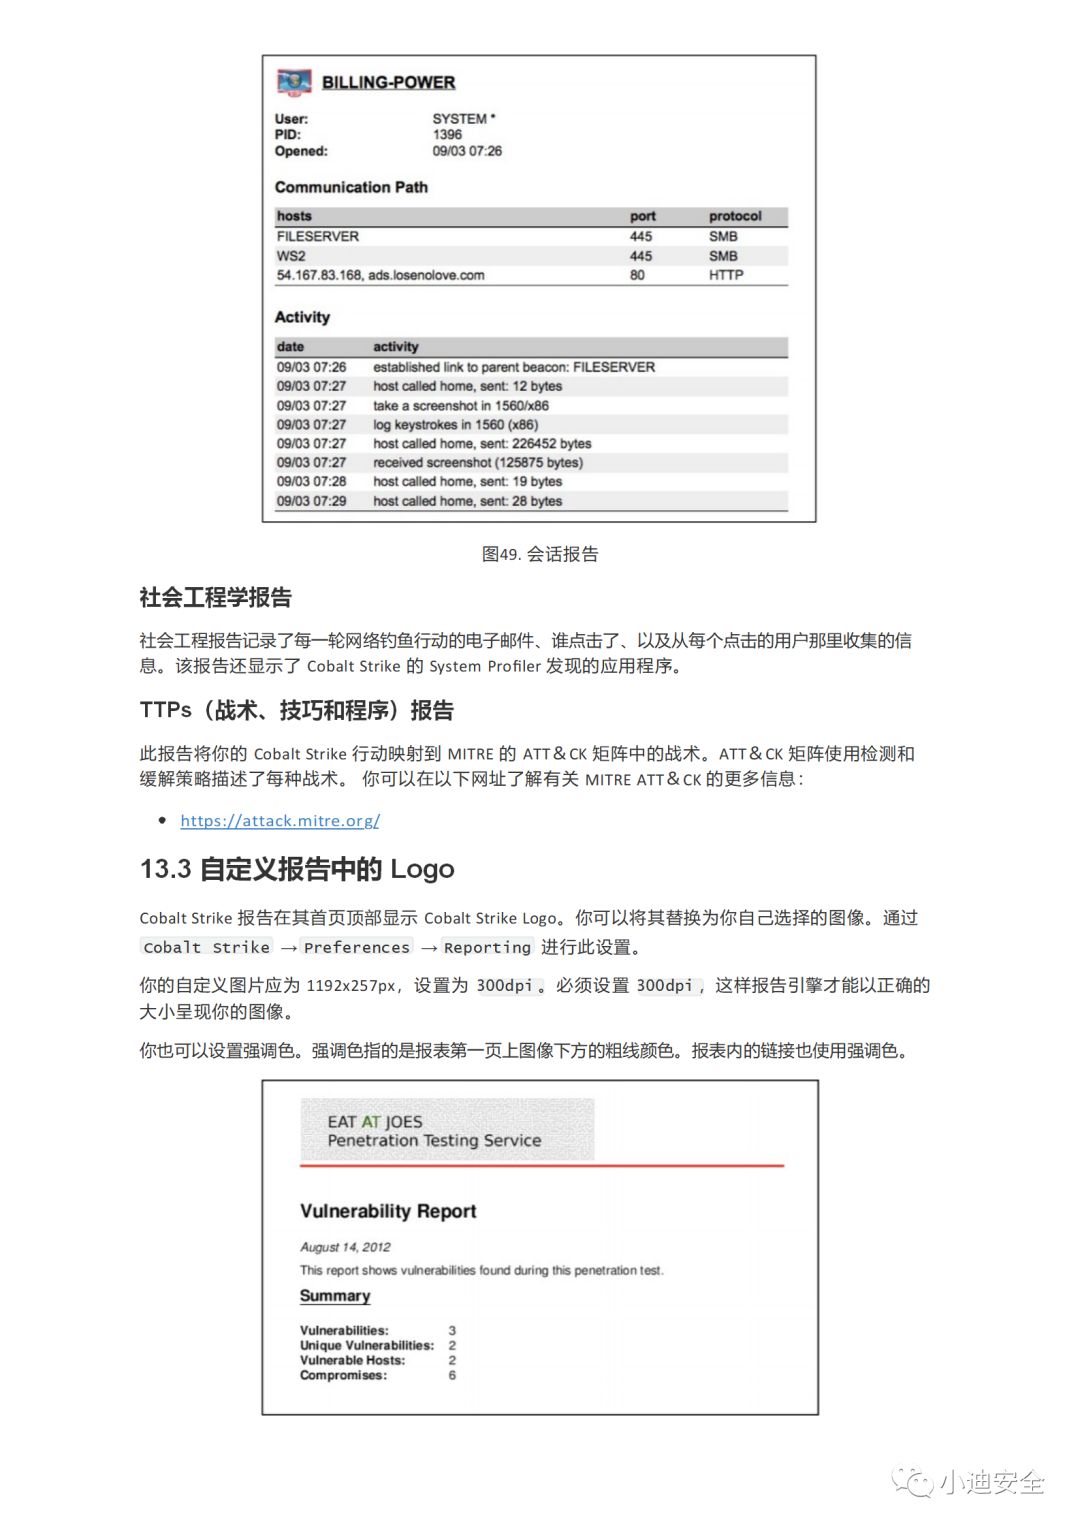 BILLING-POWER
User: SYSTEM *
PID: 1396
Opened: 09/03 07:26
Communication Path
hosts port protocol
FILESERVER 445 SMB
WS2 445 SMB
54.167.83.168, ads.losenolove.com 80 HTTP
Activity
date activity
09/03 07:26 established link to parent beacon: FILESERVER
09/03 07:27 host called home, sent: 12 bytes
09/03 07:27 take a screenshot in 1560/x86
09/03 07:27 log keystrokes in 1560 (x86)
09/03 07:27 host called home, sent: 226452 bytes
09/03 07:27 received screenshot (125875 bytes)
09/03 07:28 host called home, sent: 19 bytes
09/03 07:29 host called home, sent: 28 bytes
图49. 会话报告
社会工程学报告
社会工程报告记录了每一轮网络钓鱼行动的电子邮件、谁点击了、以及从每个点击的用户那里收集的信
息。该报告还显示了 Cobalt Strike 的 System Profiler 发现的应用程序。
TTPs（战术、技巧和程序）报告
此报告将你的 Cobalt Strike 行动映射到 MITRE 的 ATT＆CK 矩阵中的战术。ATT＆CK 矩阵使用检测和
缓解策略描述了每种战术。 你可以在以下网址了解有关 MITRE ATT＆CK 的更多信息：
• https://attack.mitre.org/
13.3 自定义报告中的 Logo
Cobalt Strike 报告在其首页顶部显示 Cobalt Strike Logo。你可以将其替换为你自己选择的图像。通过
Cobalt Strike → Preferences → Reporting 进行此设置。
你的自定义图片应为 1192x257px，设置为 300dpi 。必须设置 300dpi ，这样报告引擎才能以正确的
大小呈现你的图像。
你也可以设置强调色。强调色指的是报表第一页上图像下方的粗线颜色。报表内的链接也使用强调色。
EAT AT JOES
Penetration Testing Service
Vulnerability Report
August 14, 2012
This report shows vulnerabilities found during this penetration test.
Summary
Vulnerabilities: 3
Unique Vulnerabilities: 2
Vulnerable Hosts: 2
Compromises: 6
小迪安全